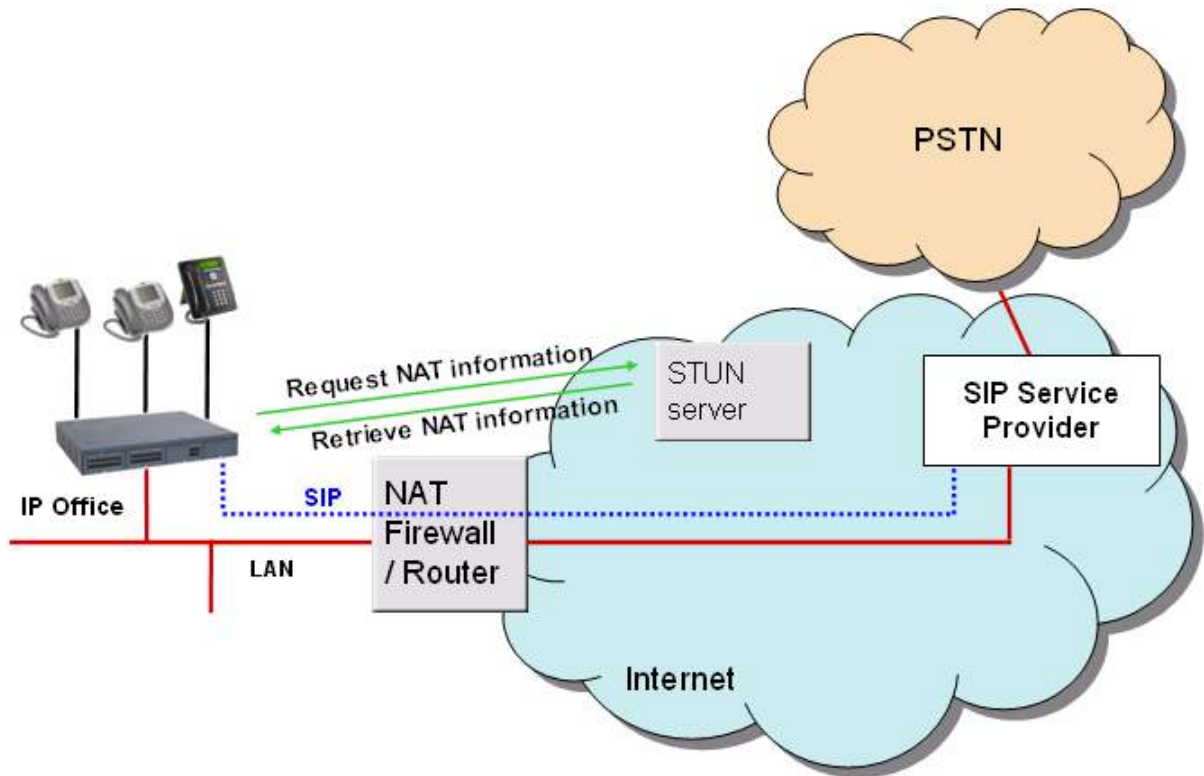 PSTN
Request NAT information
Retrieve NAT information
STUN
server
SIP Service
Provider
IP Office
SIP
NAT
Firewall
/ Router
LAN
Internet